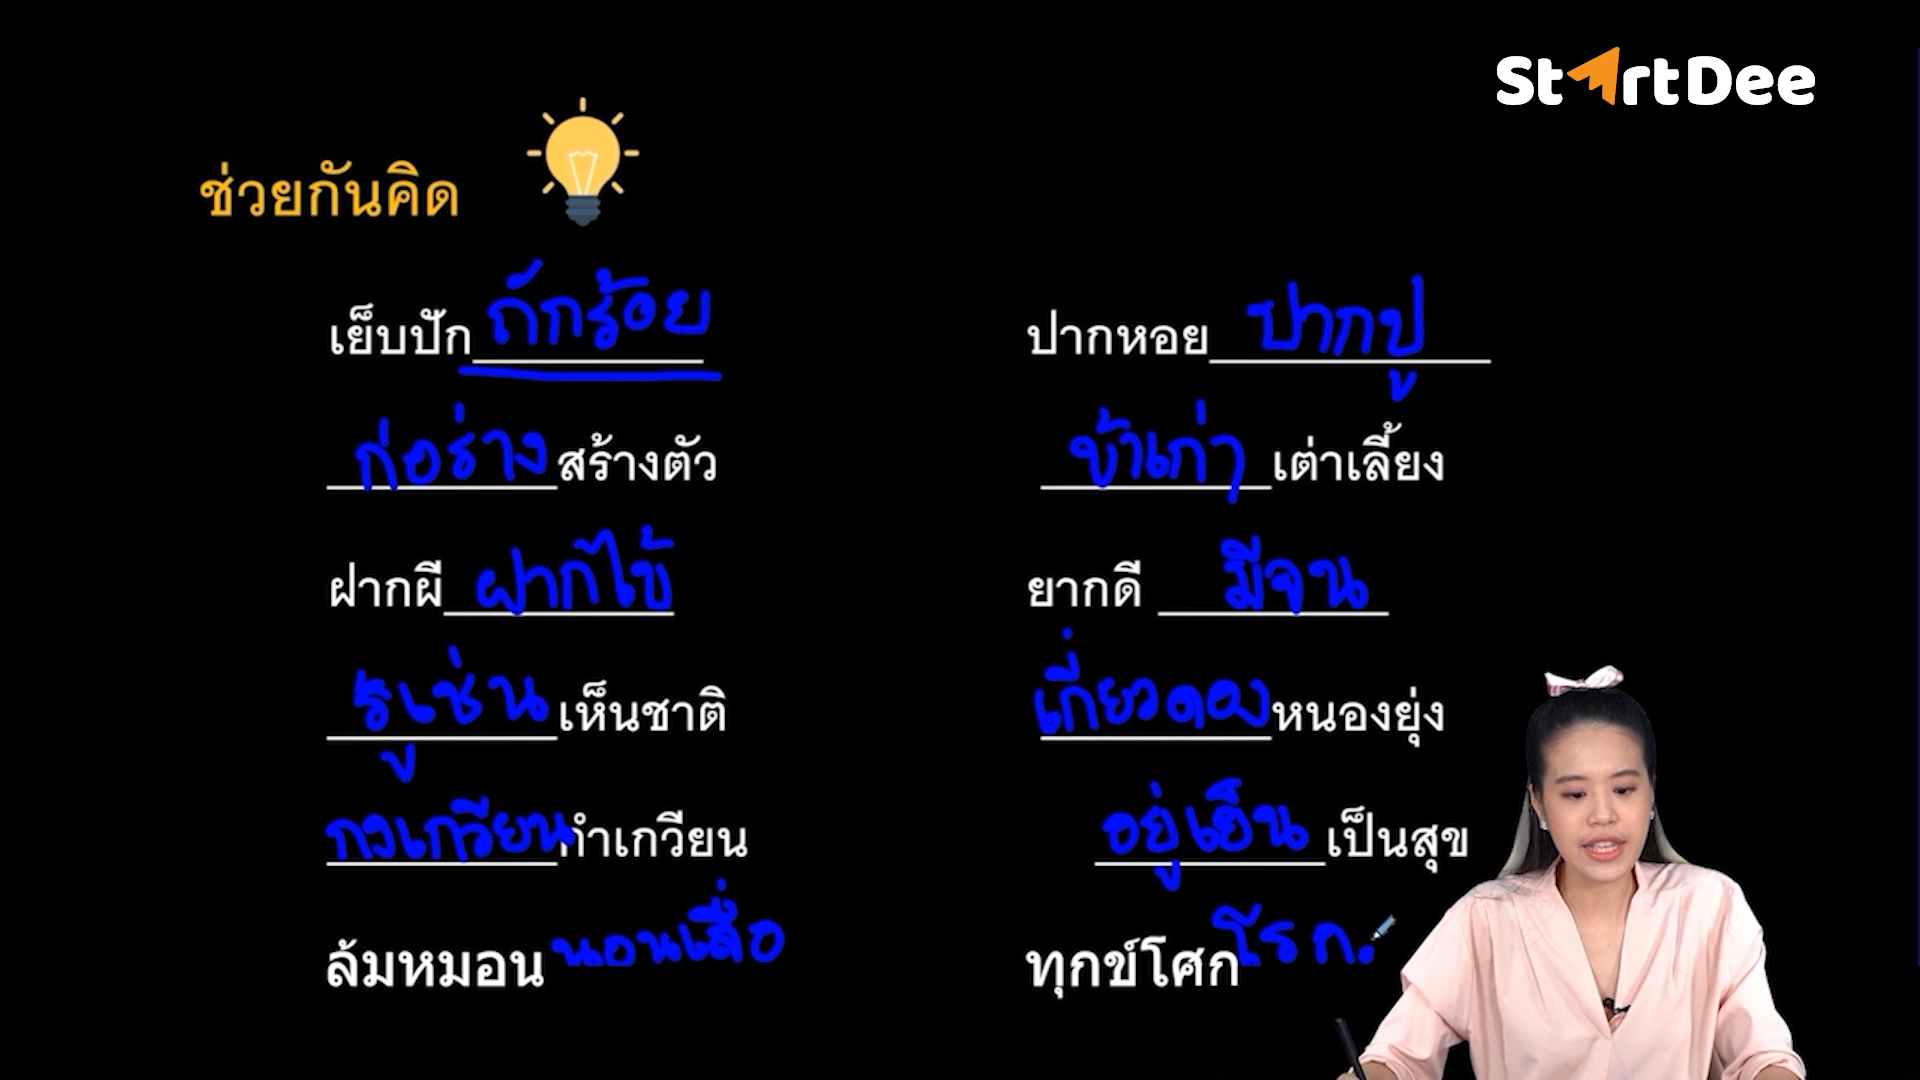 StartDee
ช่วยกันคิด
เย็บปักถักร้อย
ก่อร่างสร้างตัว
ฝากผีฝากไข้
รูเช่นเห็นชาติ
กงเกวียนกำเกวียน
ล้มหมอนนอนเสื่อ
ปากหอยปากปู
ข้าเก่าเต่าเลี้ยง
ยากดี มีจน
เกี่ยวดองหนองยุ่ง
อยู่เย็นเป็นสุข
ทุกข์โศกโรก